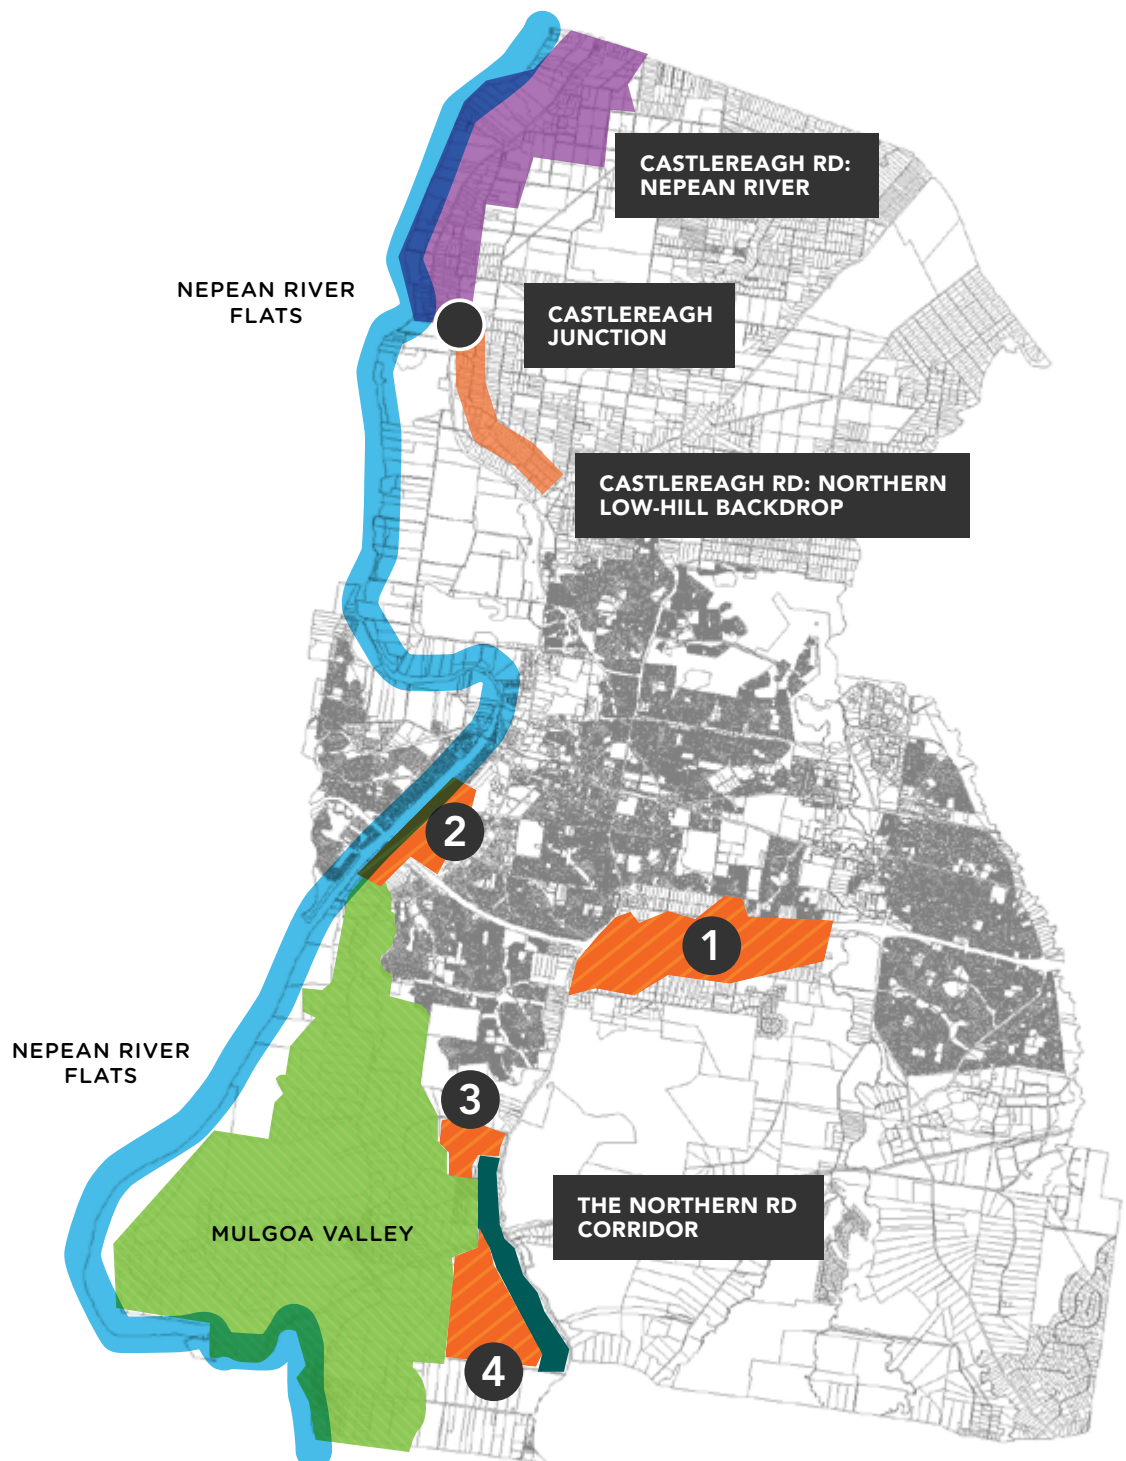 CASTLEREAGH RD:
NEPEAN RIVER
NEPEAN RIVER
FLATS
CASTLEREAGH
JUNCTION
CASTLEREAGH RD: NORTHERN
LOW-HILL BACKDROP
2
1
NEPEAN RIVER
FLATS
3
THE NORTHERN RD
CORRIDOR
MULGOA VALLEY
4